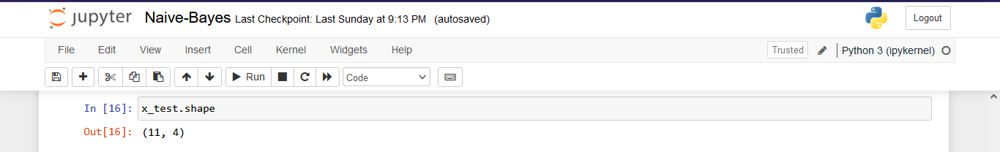 jupyter Naive-Bayes Last Checkpoint: Last Sunday at 9:13 PM (autosaved) Logout
File Edit View Insert Cell Kernel Widgets Help Trusted Python 3 (ipykernel)
Run Code
In [16]: x_test.shape
Out[16]: (11, 4)